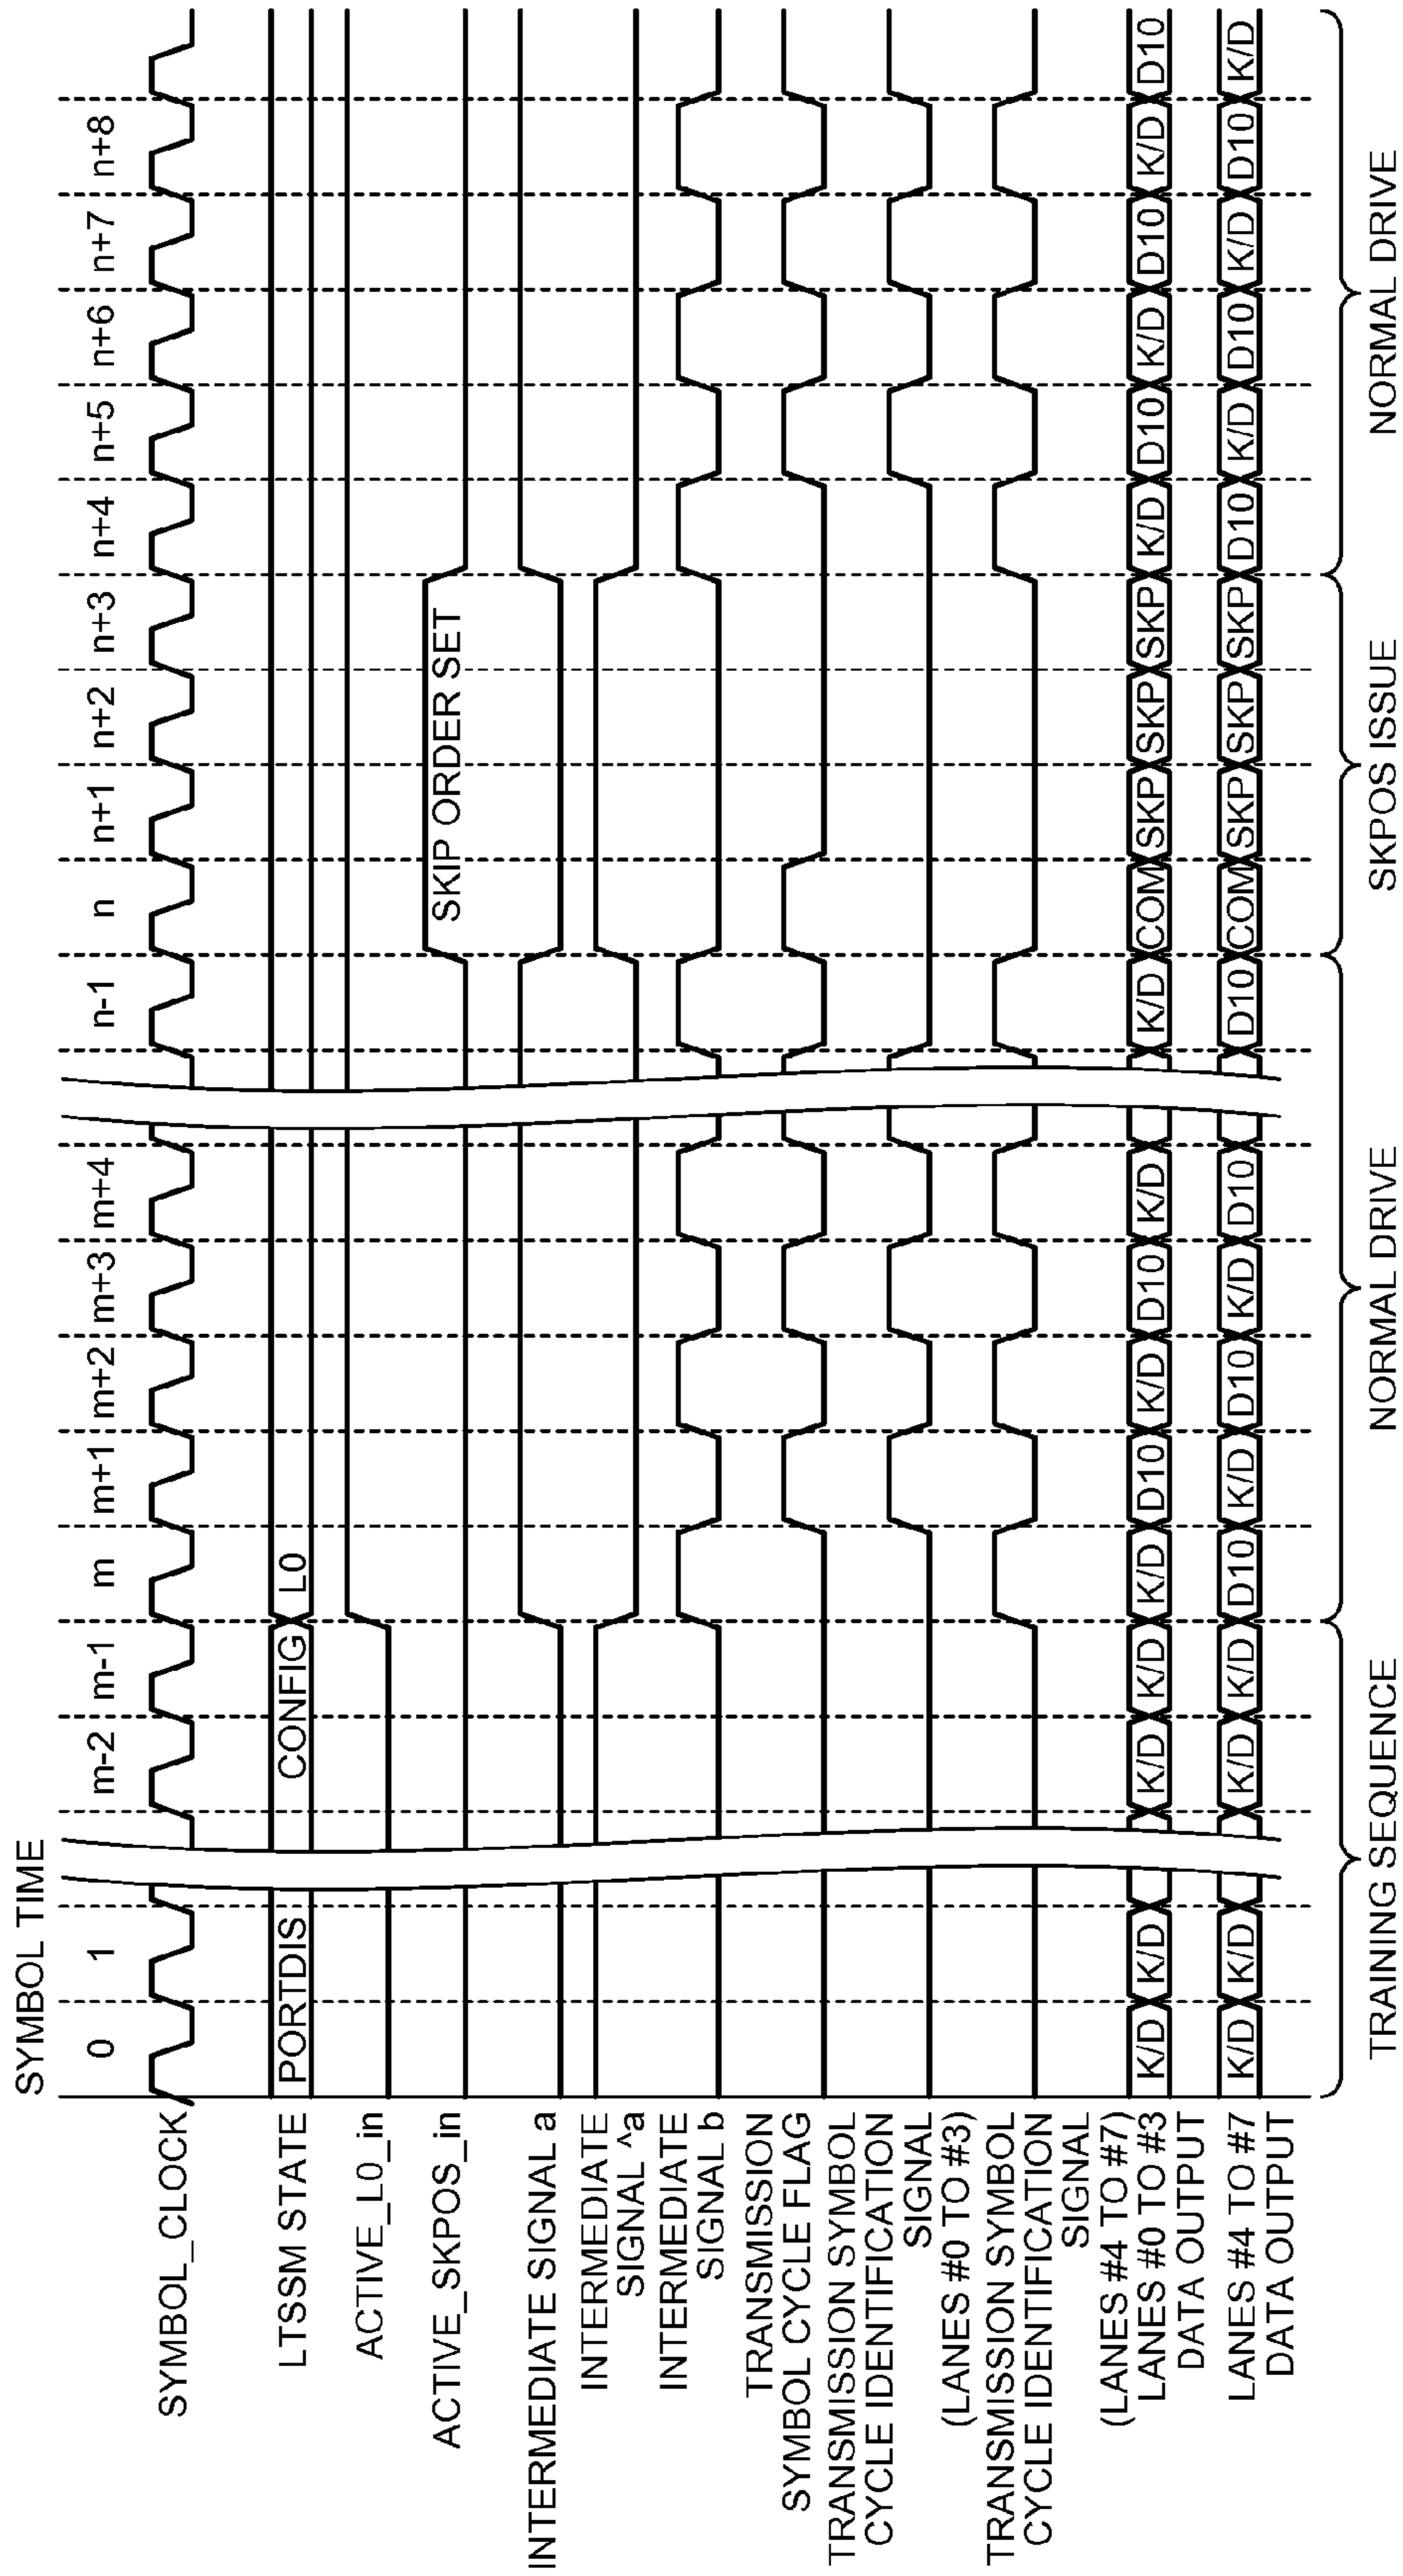 SYMBOL TIME
0 1 m-2 m-1 m m+1 m+2 m+3 m+4 n-1 n n+1 n+2 n+3 n+4 n+5 n+6 n+7 n+8
SYMBOL_CLOCK
LTSSM STATE PORTDIS CONFIG L0
ACTIVE_L0_in
ACTIVE_SKPOS_in SKIP ORDER SET
INTERMEDIATE SIGNAL a
INTERMEDIATE
SIGNAL ^a
INTERMEDIATE
SIGNAL b
TRANSMISSION
SYMBOL CYCLE FLAG
TRANSMISSION SYMBOL
CYCLE IDENTIFICATION
SIGNAL
(LANES #0 TO #3)
TRANSMISSION SYMBOL
CYCLE IDENTIFICATION
SIGNAL
(LANES #4 TO #7)
LANES #0 TO #3
DATA OUTPUT
K/D K/D K/D K/D K/D D10 K/D D10 K/D K/D COM SKP SKP SKP K/D D10 K/D D10 K/D D10
LANES #4 TO #7
DATA OUTPUT
K/D K/D K/D K/D D10 K/D D10 K/D D10 D10 COM SKP SKP SKP D10 K/D D10 K/D D10 K/D
TRAINING SEQUENCE NORMAL DRIVE SKPOS ISSUE NORMAL DRIVE